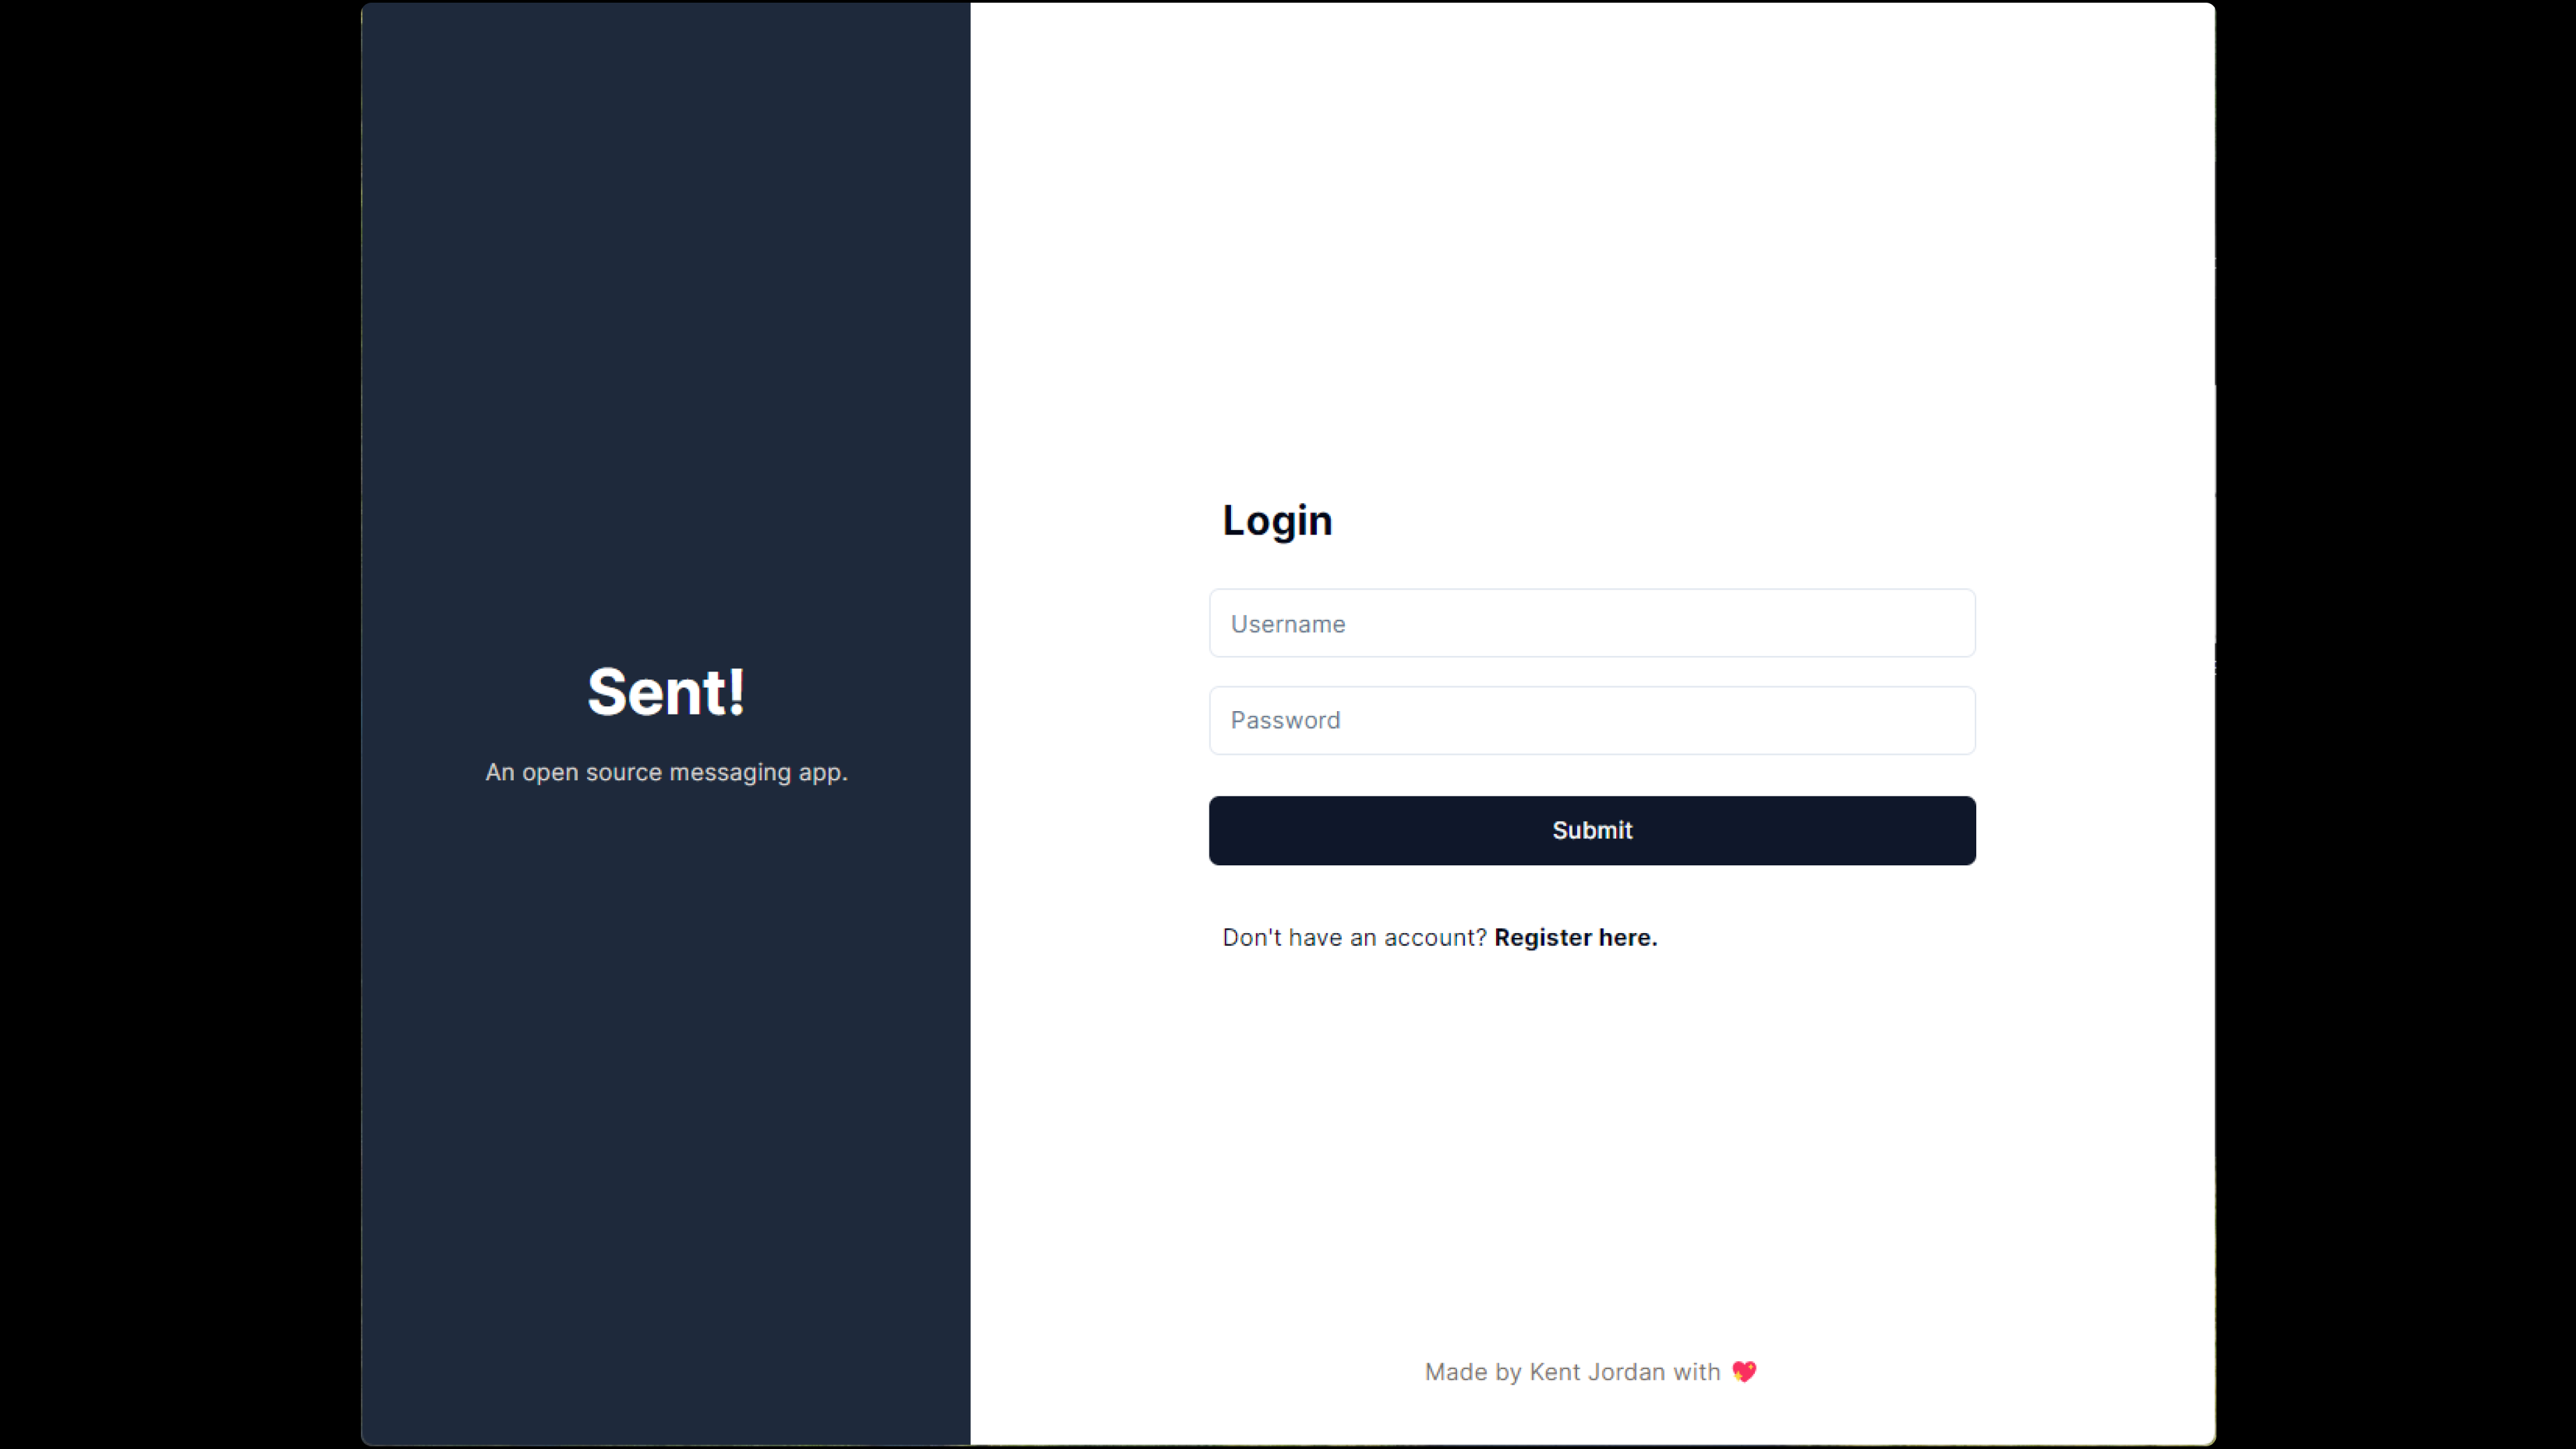 Sent!
An open source messaging app.
Login
Username
Password
Submit
Don't have an account? Register here.
Made by Kent Jordan with 💖